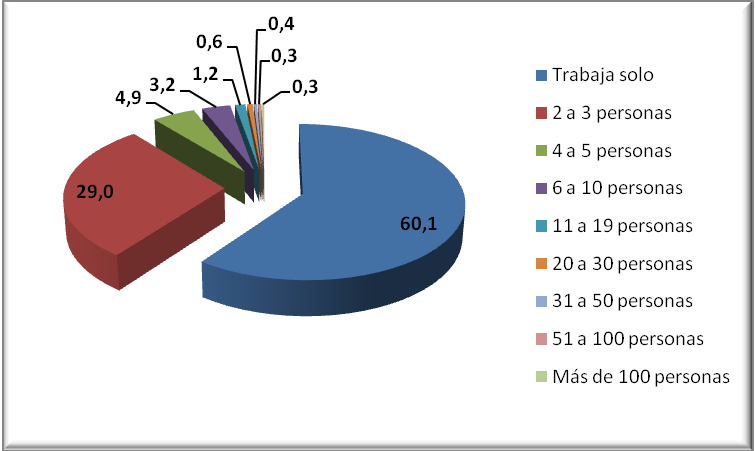 0,4
0,6
0,3
1,2
3,2
0,3
4,9
29,0
60,1
Trabaja solo
2 a 3 personas
4 a 5 personas
6 a 10 personas
11 a 19 personas
20 a 30 personas
31 a 50 personas
51 a 100 personas
Más de 100 personas